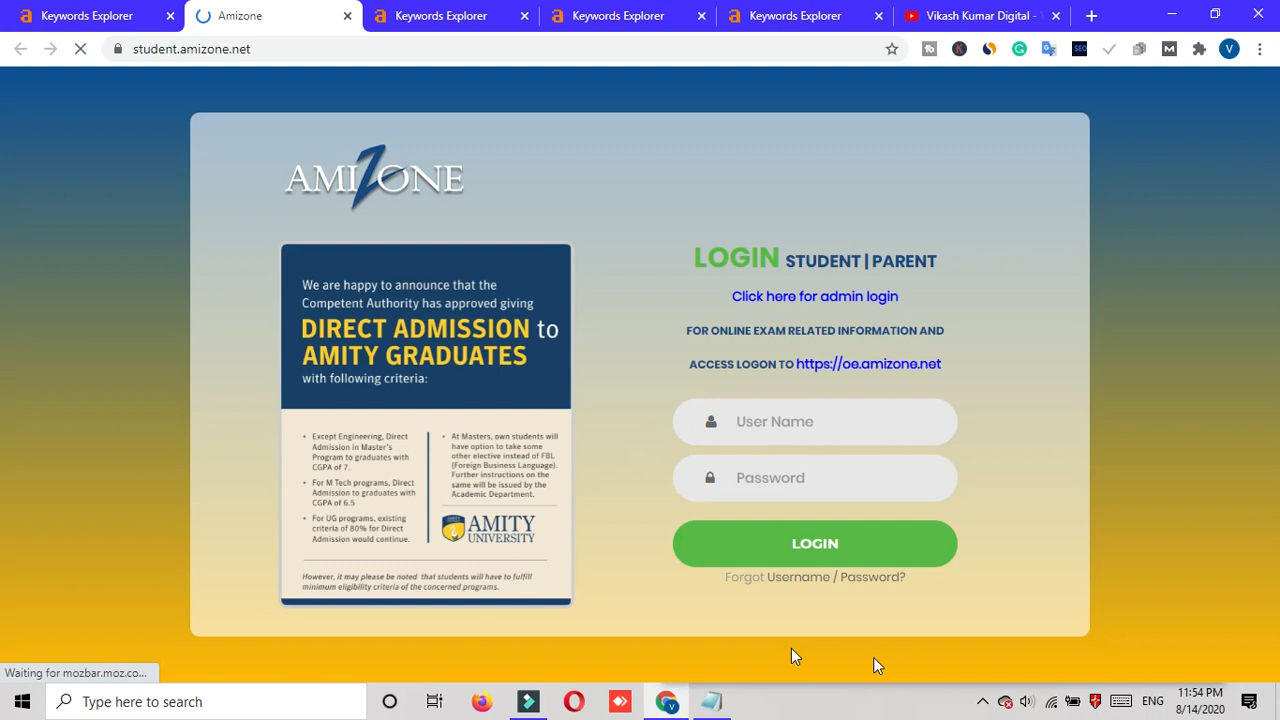 Keywords Explorer
Amizone
Keywords Explorer
Keywords Explorer
Keywords Explorer
Vikash Kumar Digital -
student.amizone.net
V
AMIZONE
We are happy to announce that the
Competent Authority has approved giving
DIRECT ADMISSION to
AMITY GRADUATES
with following criteria:
• Except Engineering, Direct
Admission in Master's
Program to graduates with
CGPA of 7.
• For M Tech programs, Direct
Admission to graduates with
CGPA of 6.5
• For UG programs, existing
criteria of 80% for Direct
Admission would continue.
• At Masters, own students will
have option to take some
other elective instead of FBL
(Foreign Business Language).
Further instructions on the
same will be issued by the
Academic Department.
AMITY
UNIVERSITY
However, it may please be noted that students will have to fulfill
minimum eligibility criteria of the concerned programs.
LOGIN STUDENT | PARENT
Click here for admin login
FOR ONLINE EXAM RELATED INFORMATION AND
ACCESS LOGON TO https://oe.amizone.net
User Name
Password
LOGIN
Forgot Username / Password?
Waiting for mozbar.moz.co...
Type here to search
ENG
11:54 PM
8/14/2020